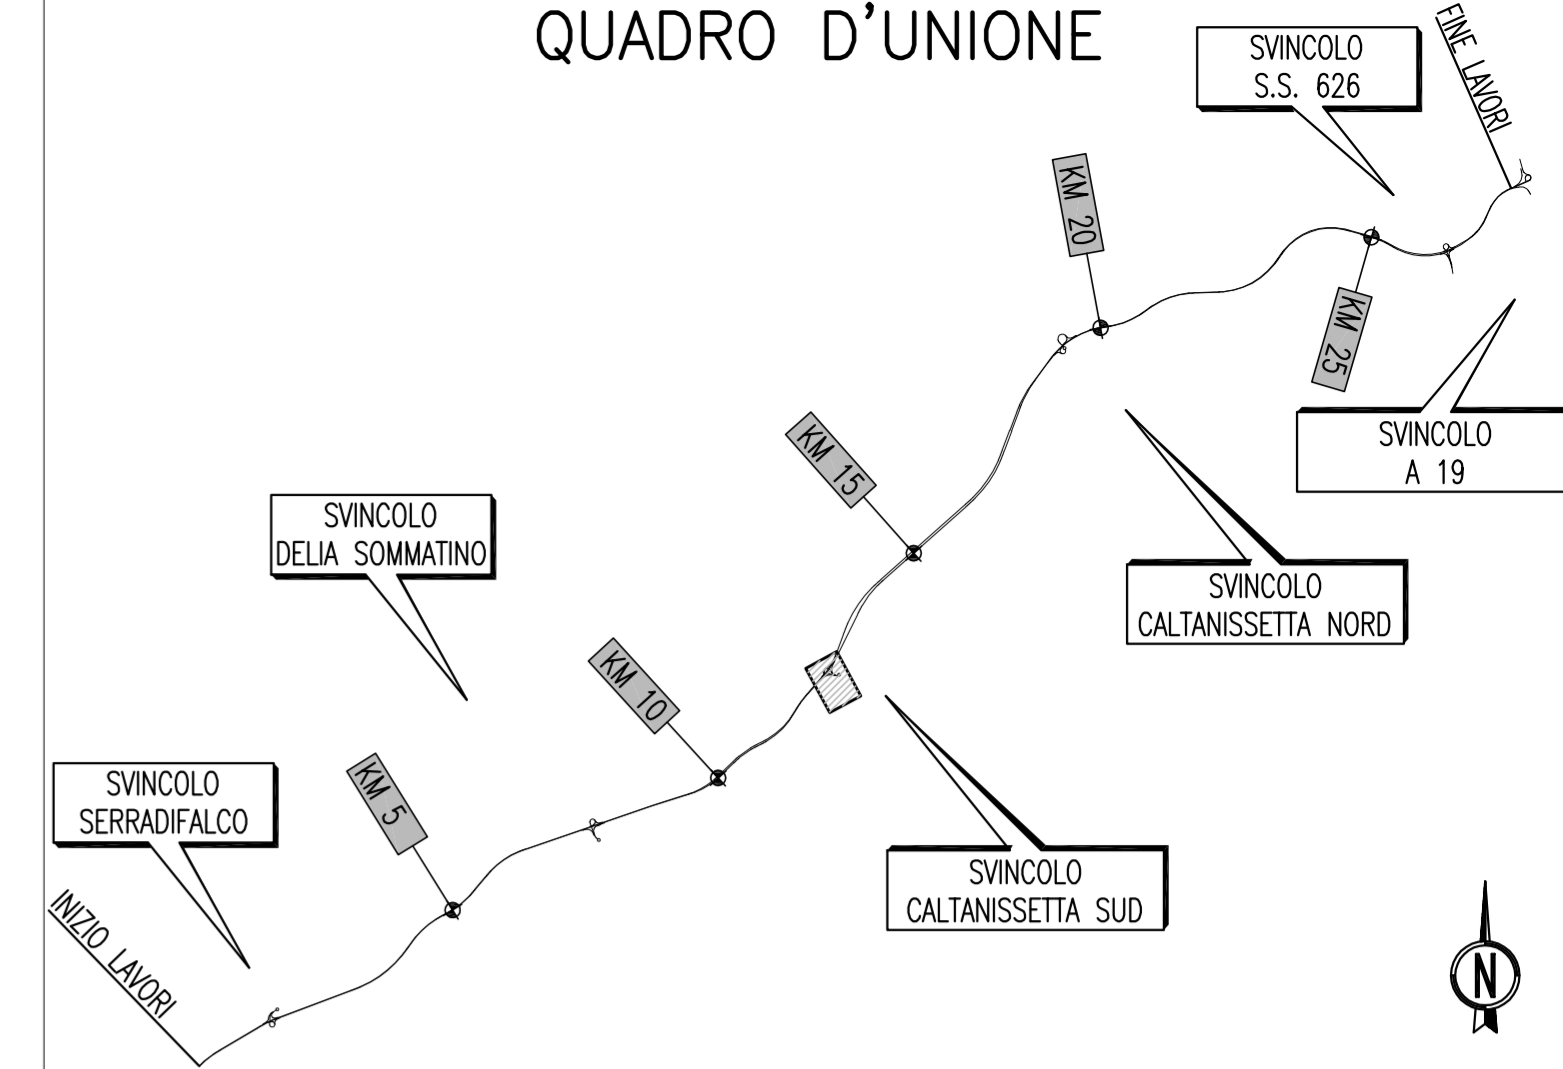 QUADRO D'UNIONE
SVINCOLO
S.S. 626
FINE LAVORI
KM 20
KM 25
SVINCOLO
A 19
KM 15
SVINCOLO
DELIA SOMMATINO
SVINCOLO
CALTANISSETTA NORD
KM 10
KM 5
SVINCOLO
SERRADIFALCO
SVINCOLO
CALTANISSETTA SUD
INIZIO LAVORI
N